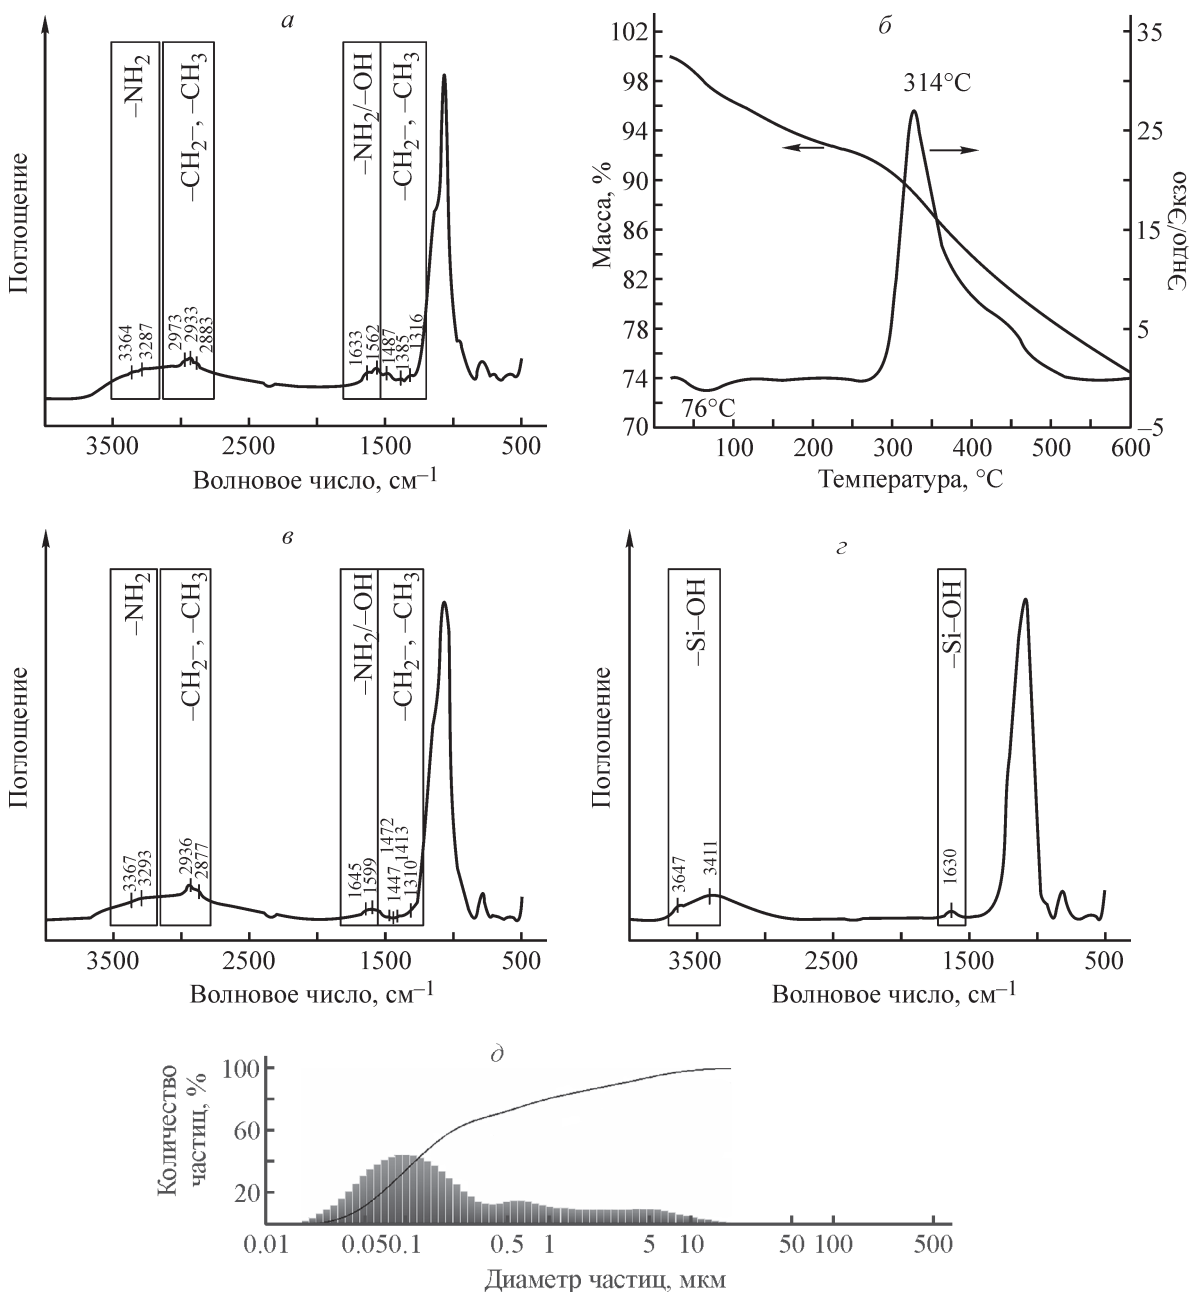 а
Поглощение
–NH2
–CH2–, –CH3
–NH2/–OH
–CH2–, –CH3
3364
3287
2973
2933
2883
1633
1562
1487
1385
1316
3500
2500
1500
500
Волновое число, см–1
б
Масса, %
102
98
94
90
86
82
78
74
70
314°C
76°C
35
25
15
5
–5
Эндо/Экзо
100
200
300
400
500
600
Температура, °C
в
Поглощение
–NH2
–CH2–, –CH3
–NH2/–OH
–CH2–, –CH3
3367
3293
2936
2877
1645
1599
1472
1447
1413
1310
3500
2500
1500
500
Волновое число, см–1
г
Поглощение
–Si–OH
–Si–OH
3647
3411
1630
3500
2500
1500
500
Волновое число, см–1
д
Количество
частиц, %
100
60
20
0.01
0.05
0.1
0.5
1
5
10
50
100
500
Диаметр частиц, мкм